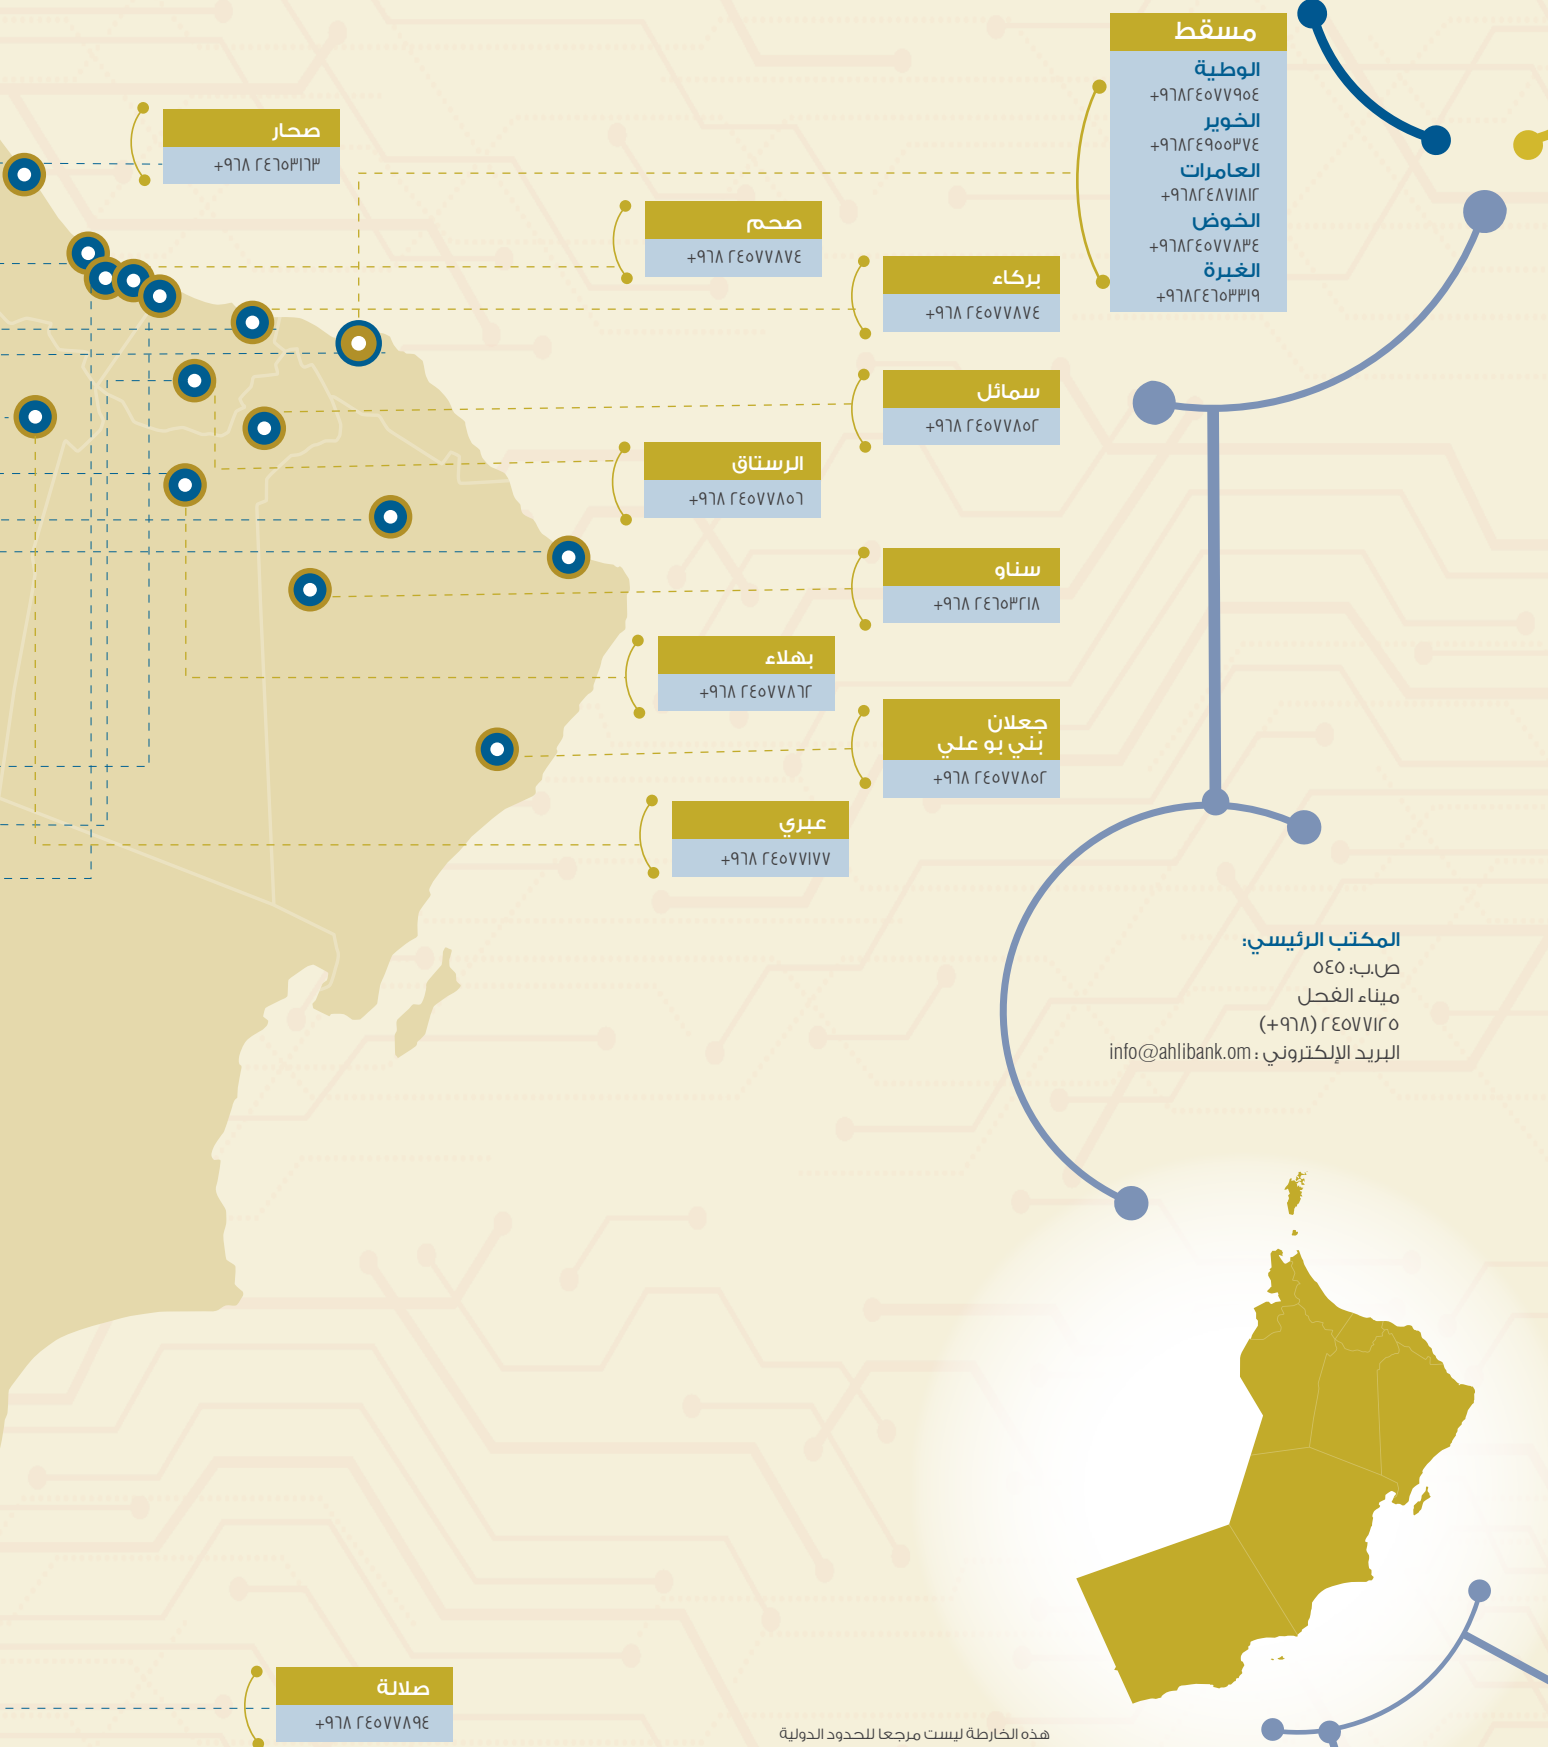 مسقط
الوطية
+٩٦٨٢٤٥٧٧٩٥٤
الخوير
+٩٦٨٢٤٩٥٥٣٧٤
العامرات
+٩٦٨٢٤٨٧١٨١٢
الخوض
+٩٦٨٢٤٥٧٧٨٣٤
الغبرة
+٩٦٨٢٤٦٥٣٣١٩
صحار
+٩٦٨ ٢٤٦٥٣١٦٣
صحم
+٩٦٨ ٢٤٥٧٧٨٧٤
بركاء
+٩٦٨ ٢٤٥٧٧٨٧٤
سمائل
+٩٦٨ ٢٤٥٧٧٨٥٢
الرستاق
+٩٦٨ ٢٤٥٧٧٨٥٦
سناو
+٩٦٨ ٢٤٦٥٣٢١٨
بهلاء
+٩٦٨ ٢٤٥٧٧٨٦٢
جعلان
بني بو علي
+٩٦٨ ٢٤٥٧٧٨٥٢
عبري
+٩٦٨ ٢٤٥٧٧١٧٧
المكتب الرئيسي:
ص.ب: ٥٤٥
ميناء الفحل
٢٤٥٧٧١٢٥ (٩٦٨+)
البريد الإلكتروني : info@ahlibank.om
صلالة
+٩٦٨ ٢٤٥٧٧٨٩٤
هذه الخارطة ليست مرجعا للحدود الدولية